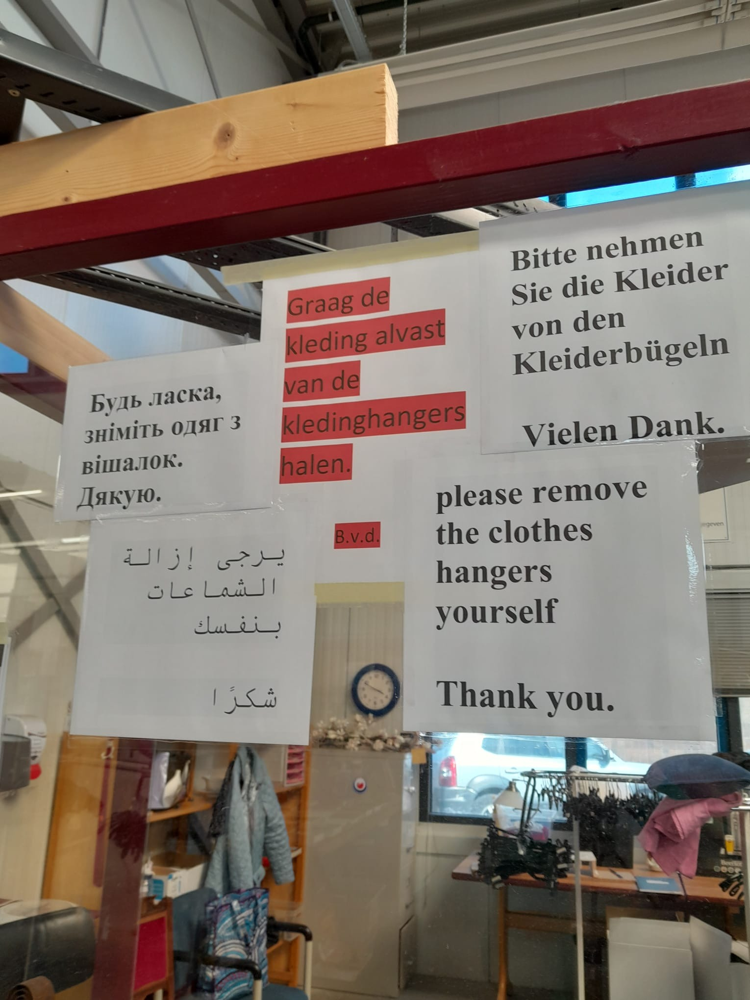 Graag de
kleding alvast
van de
kledinghangers
halen.
B.v.d.
Bitte nehmen
Sie die Kleider
von den
Kleiderbügeln
Vielen Dank.
Будь ласка,
зніміть одяг з
вішалок.
Дякую.
يرجى إزالة
الشماعات
بنفسك
شكرًا
please remove
the clothes
hangers
yourself
Thank you.